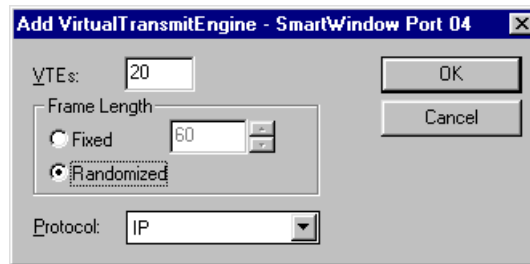 Add VirtualTransmitEngine - SmartWindow Port 04
VTEs: 20
OK
Frame Length
Cancel
Fixed 60
Randomized
Protocol: IP